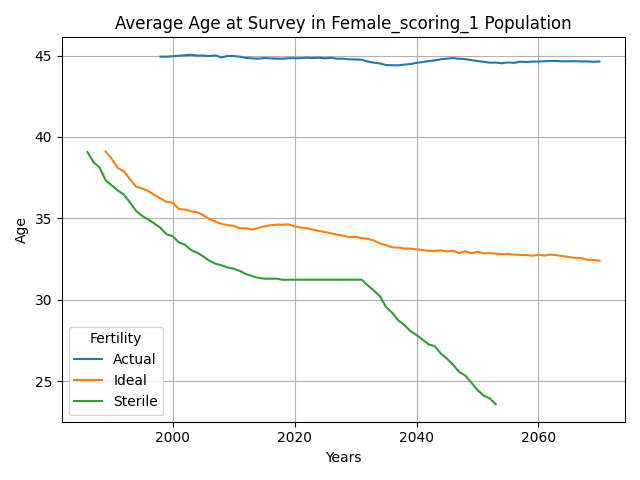 Average Age at Survey in Female_scoring_1 Population
45
40
35
30
25
Age
Fertility
Actual
Ideal
Sterile
2000 2020 2040 2060
Years